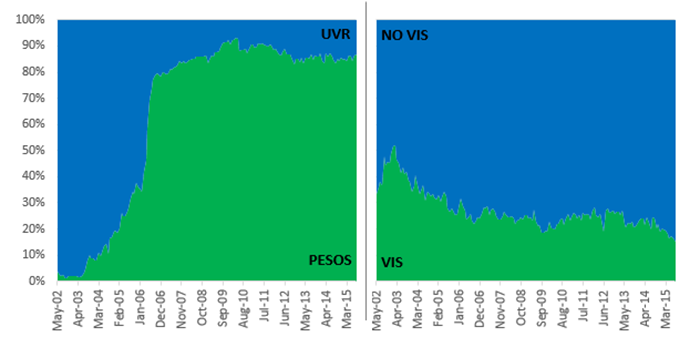 100%
90%
80%
70%
60%
50%
40%
30%
20%
10%
0%
UVR
PESOS
May-02
Apr-03
Mar-04
Feb-05
Jan-06
Dec-06
Nov-07
Oct-08
Sep-09
Aug-10
Jul-11
Jun-12
May-13
Apr-14
Mar-15
NO VIS
VIS
May-02
Apr-03
Mar-04
Feb-05
Jan-06
Dec-06
Nov-07
Oct-08
Sep-09
Aug-10
Jul-11
Jun-12
May-13
Apr-14
Mar-15